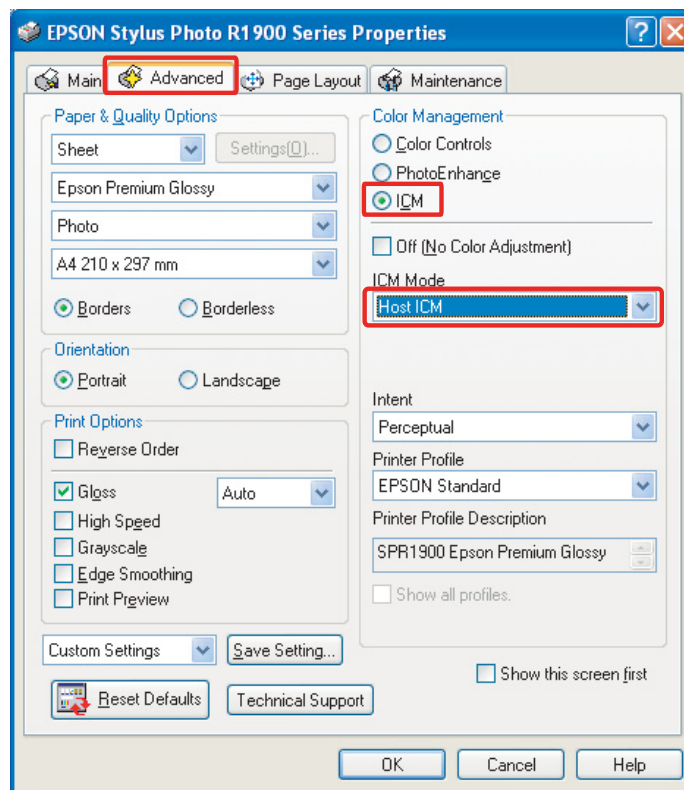 EPSON Stylus Photo R1900 Series Properties
Main
Advanced
Page Layout
Maintenance
Paper & Quality Options
Sheet
Settings(O)...
Epson Premium Glossy
Photo
A4 210 x 297 mm
Borders
Borderless
Orientation
Portrait
Landscape
Print Options
Reverse Order
Gloss
Auto
High Speed
Grayscale
Edge Smoothing
Print Preview
Custom Settings
Save Setting...
Reset Defaults
Technical Support
Color Management
Color Controls
PhotoEnhance
ICM
Off (No Color Adjustment)
ICM Mode
Host ICM
Intent
Perceptual
Printer Profile
EPSON Standard
Printer Profile Description
SPR1900 Epson Premium Glossy
Show all profiles.
Show this screen first
OK
Cancel
Help